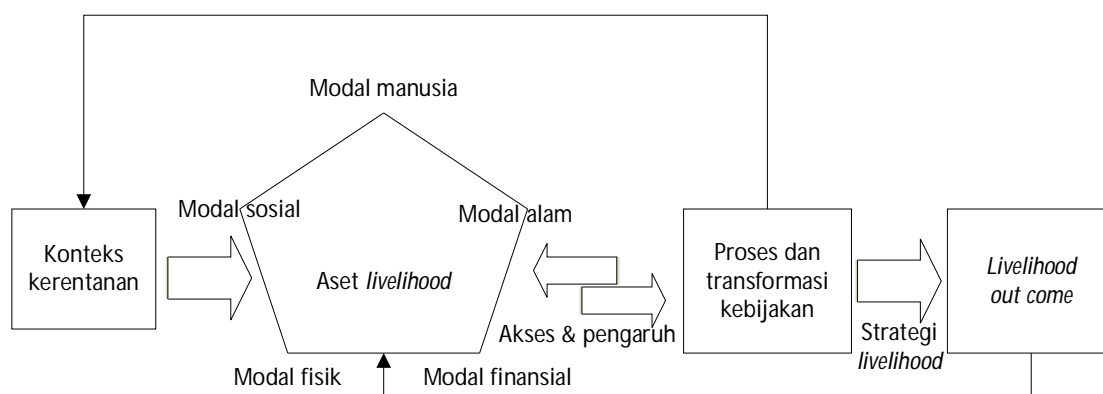 Modal manusia
Modal sosial
Modal alam
Konteks
kerentanan
Aset livelihood
Proses dan
transformasi
kebijakan
Livelihood
out come
Akses & pengaruh
Strategi
livelihood
Modal fisik
Modal finansial